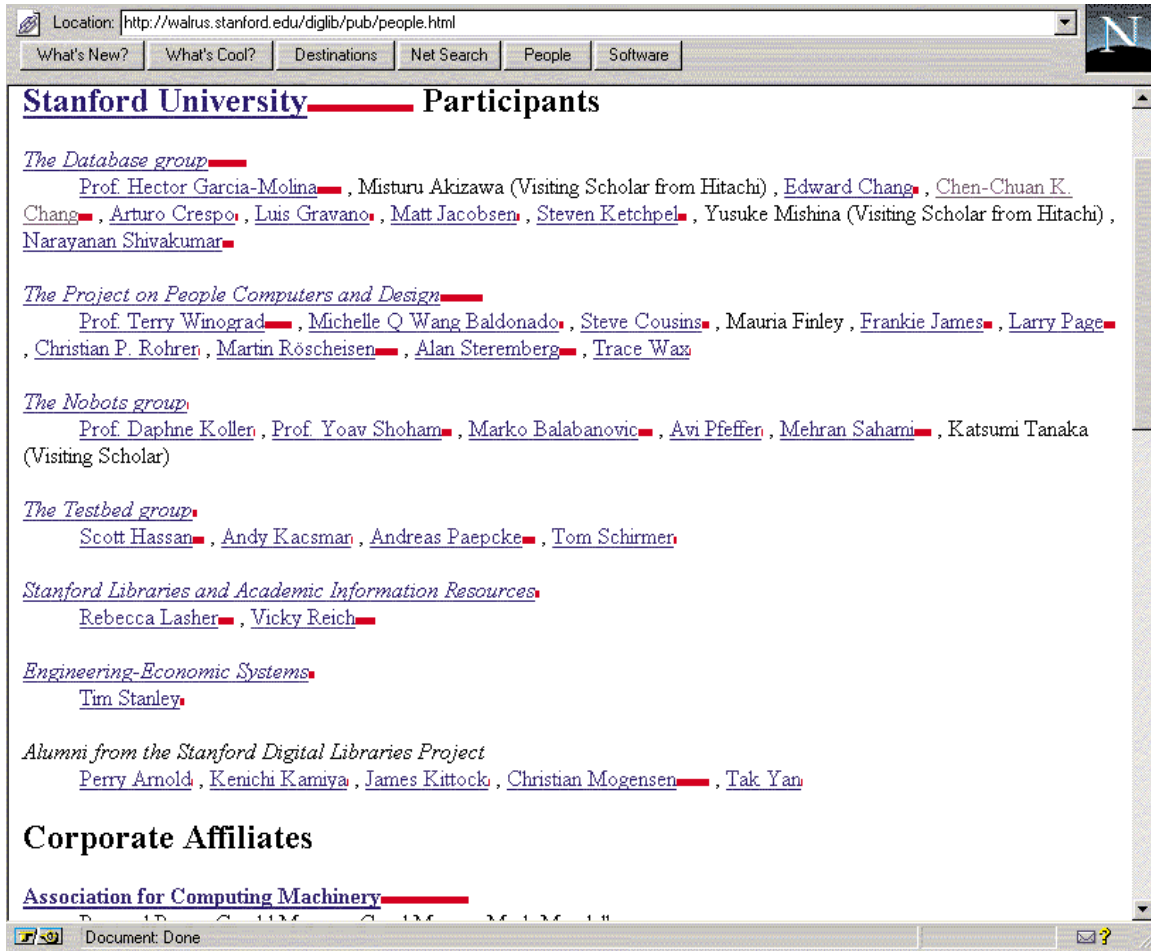 Location: http://walrus.stanford.edu/diglib/pub/people.html
N
What's New? What's Cool? Destinations Net Search People Software
Stanford University Participants
The Database group
Prof. Hector Garcia-Molina , Misturu Akizawa (Visiting Scholar from Hitachi) , Edward Chang , Chen-Chuan K.
Chang , Arturo Crespo , Luis Gravano , Matt Jacobsen , Steven Ketchpel , Yusuke Mishina (Visiting Scholar from Hitachi) ,
Narayanan Shivakumar
The Project on People Computers and Design
Prof. Terry Winograd , Michelle Q Wang Baldonado , Steve Cousins , Mauria Finley , Frankie James , Larry Page
, Christian P. Rohrer , Martin Röscheisen , Alan Steremberg , Trace Wax
The Nobots group
Prof. Daphne Koller , Prof. Yoav Shoham , Marko Balabanovic , Avi Pfeffer , Mehran Sahami , Katsumi Tanaka
(Visiting Scholar)
The Testbed group
Scott Hassan , Andy Kacsmar , Andreas Paepcke , Tom Schirmer
Stanford Libraries and Academic Information Resources
Rebecca Lasher , Vicky Reich
Engineering-Economic Systems
Tim Stanley
Alumni from the Stanford Digital Libraries Project
Perry Arnold , Kenichi Kamiya , James Kittock , Christian Mogensen , Tak Yan
Corporate Affiliates
Association for Computing Machinery
Document: Done